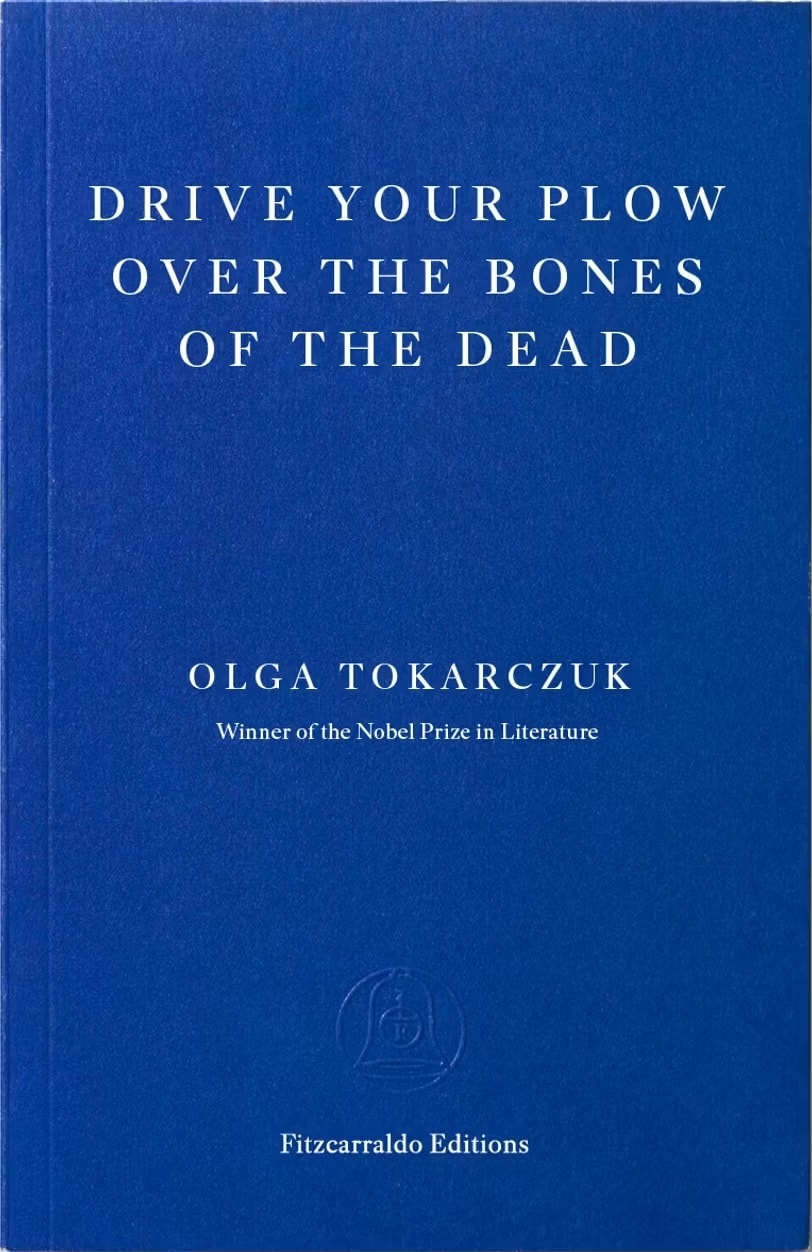 DRIVE YOUR PLOW
OVER THE BONES
OF THE DEAD
OLGA TOKARCZUK
Winner of the Nobel Prize in Literature
Fitzcarraldo Editions